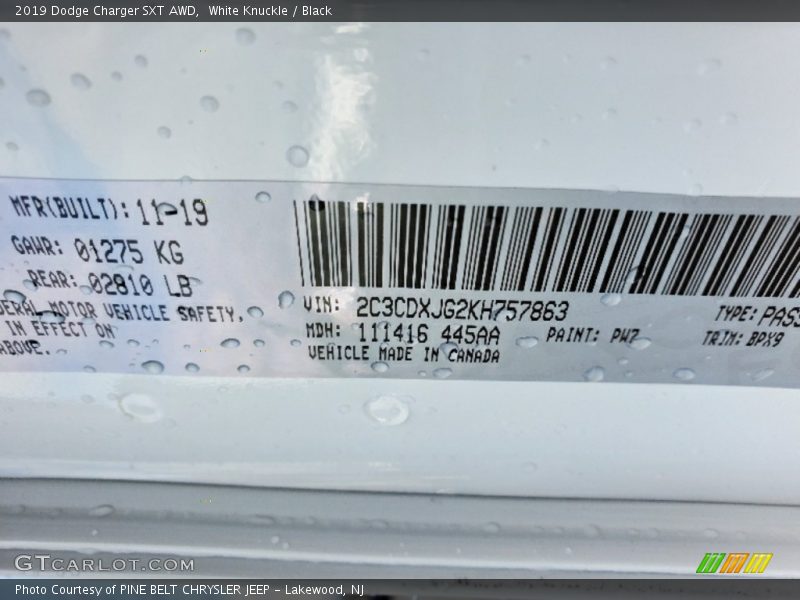 2019 Dodge Charger SXT AWD, White Knuckle / Black
MFR(BUILT): 11-19
GAWR: 01275 KG
REAR: 02810 LB
DERAL MOTOR VEHICLE SAFETY,
IN EFFECT ON
ABOVE.
VIN: 2C3CDXJG2KH757863
MDH: 111416 445AA
VEHICLE MADE IN CANADA
PAINT: PW7
TYPE: PASS
TRIM: BPX9
GTCARLOT.COM
Photo Courtesy of PINE BELT CHRYSLER JEEP - Lakewood, NJ